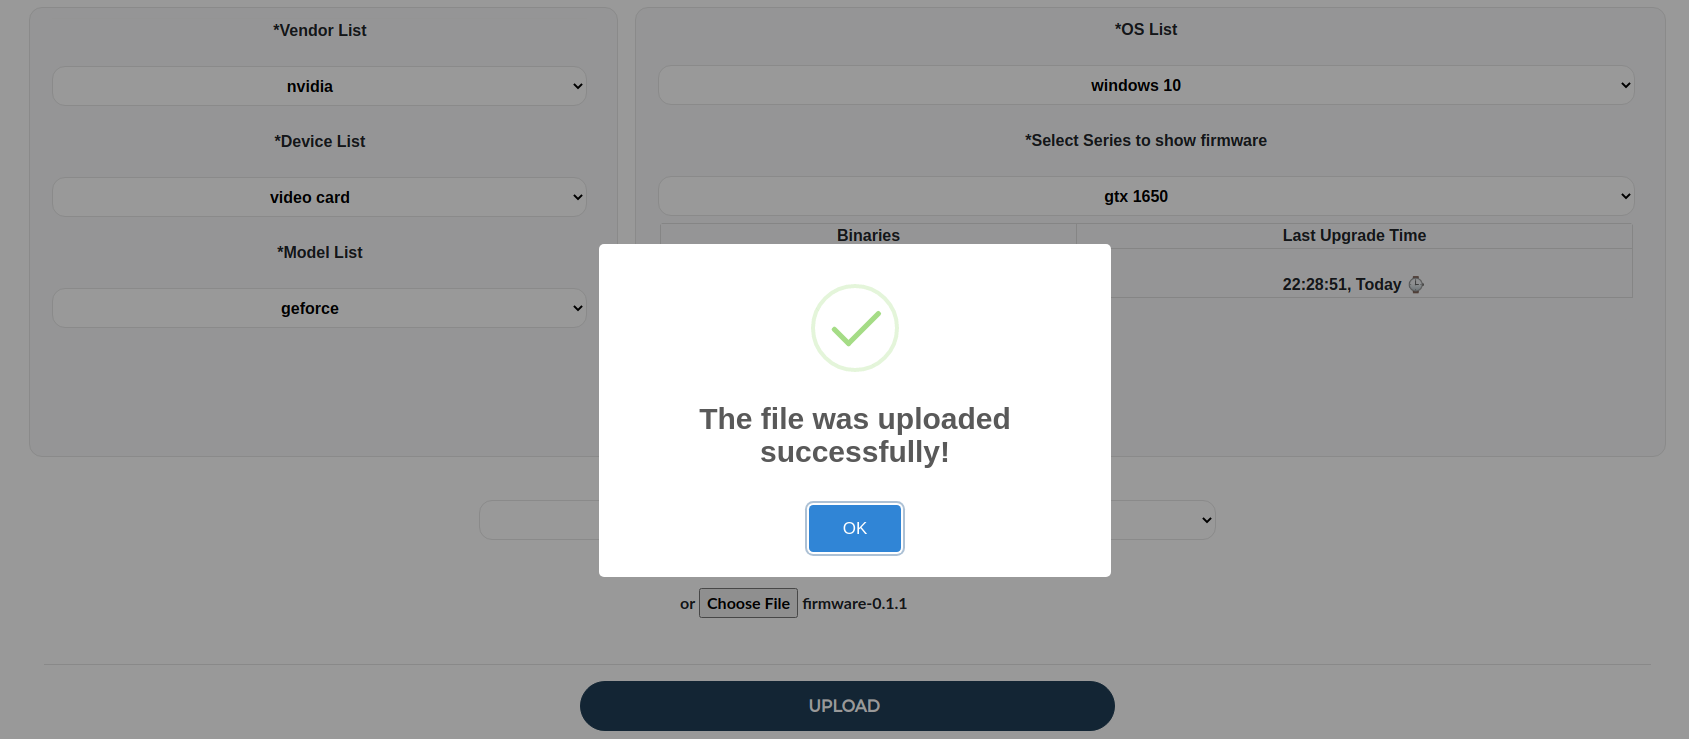 *Vendor List
nvidia
*Device List
video card
*Model List
geforce
*OS List
windows 10
*Select Series to show firmware
gtx 1650
Binaries
Last Upgrade Time
22:28:51, Today
The file was uploaded
successfully!
OK
or Choose File firmware-0.1.1
UPLOAD